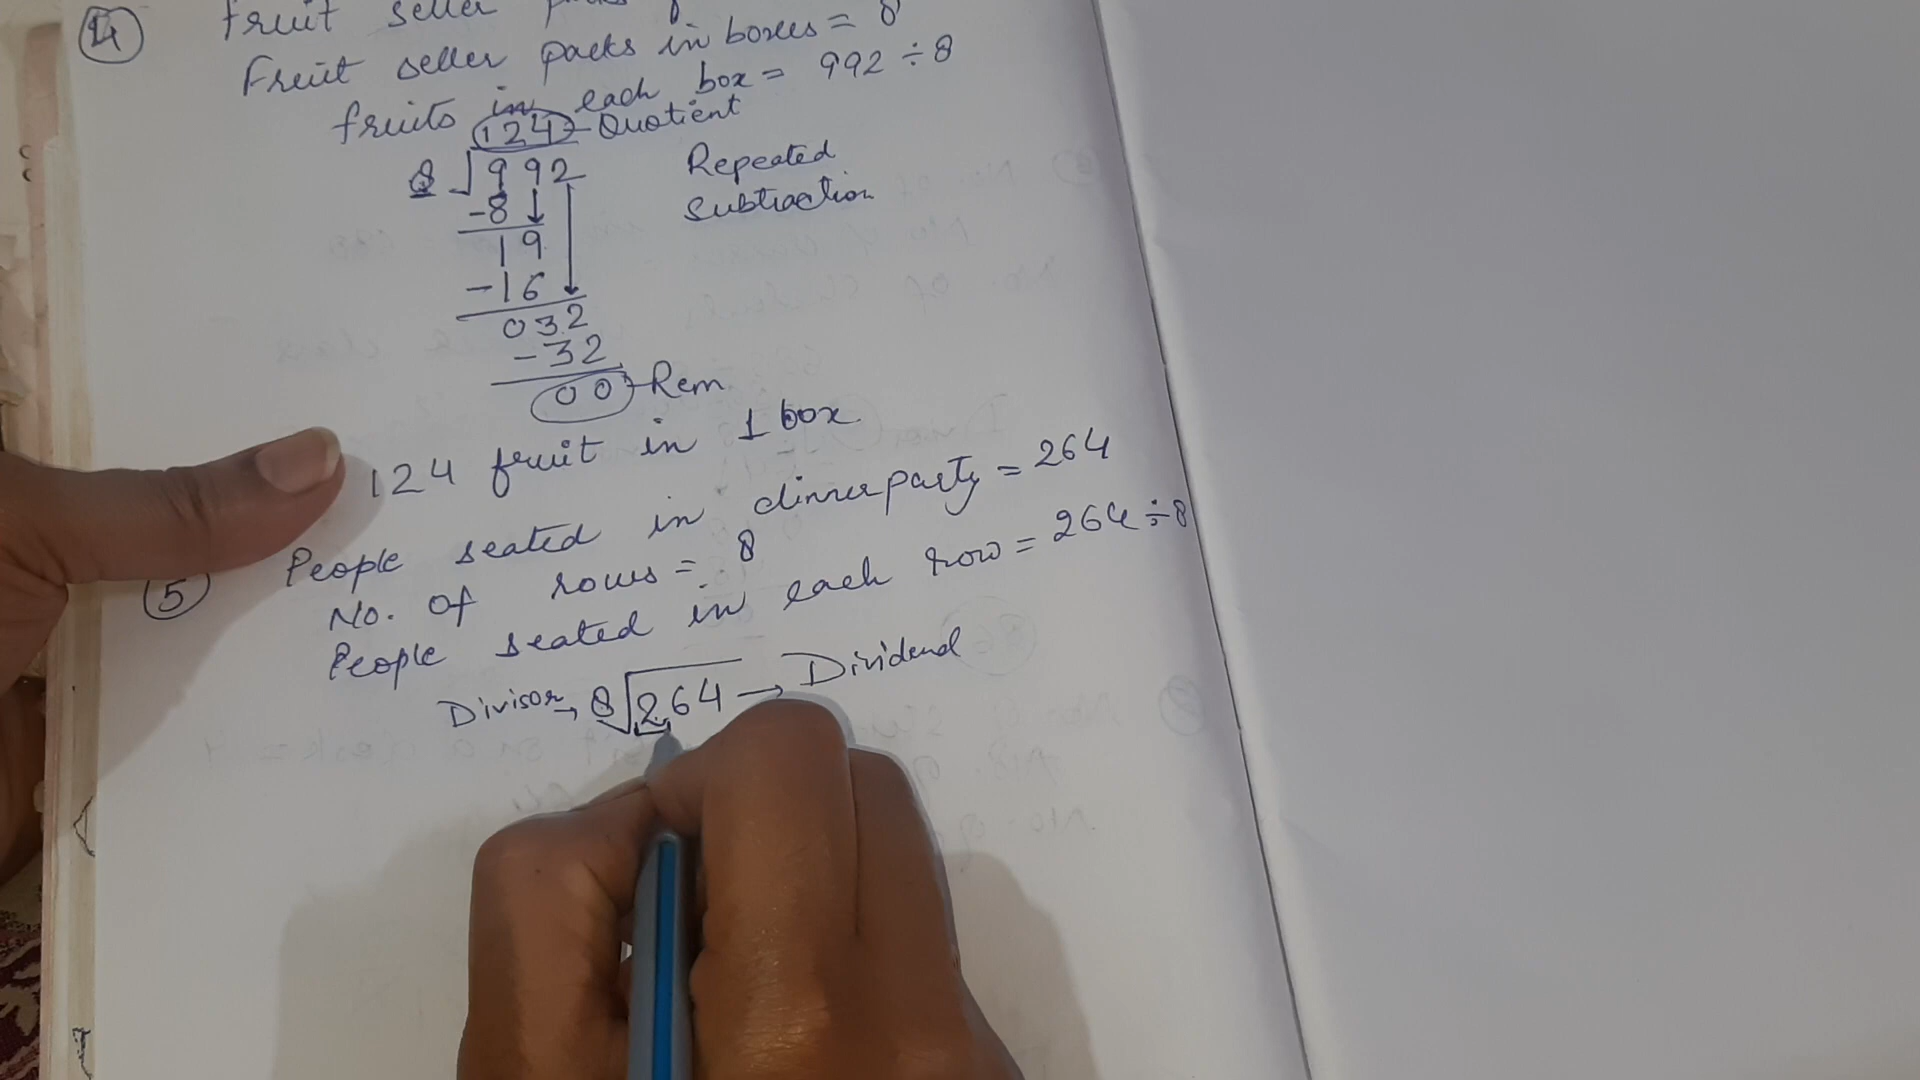 4 Fruit seller
Fruit seller packs in boxes = 8
fruits in each box = 992 ÷ 8
124 - Quotient
8 992 Repeated
-8 subtraction
19
-16
032
-32
00 - Rem
124 fruit in 1 box
5 People seated in dinner party = 264
No. of rows = 8
People seated in each row = 264 ÷ 8
Divisor → 8 264 → Dividend